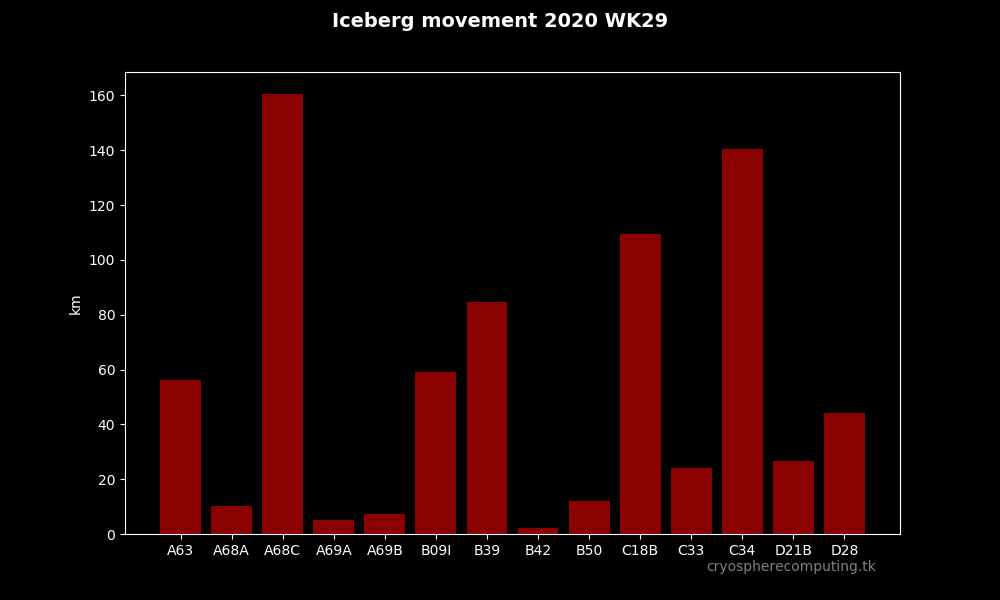 Iceberg movement 2020 WK29
160
140
120
100
80
60
40
20
0
km
A63 A68A A68C A69A A69B B09I B39 B42 B50 C18B C33 C34 D21B D28
cryospherecomputing.tk